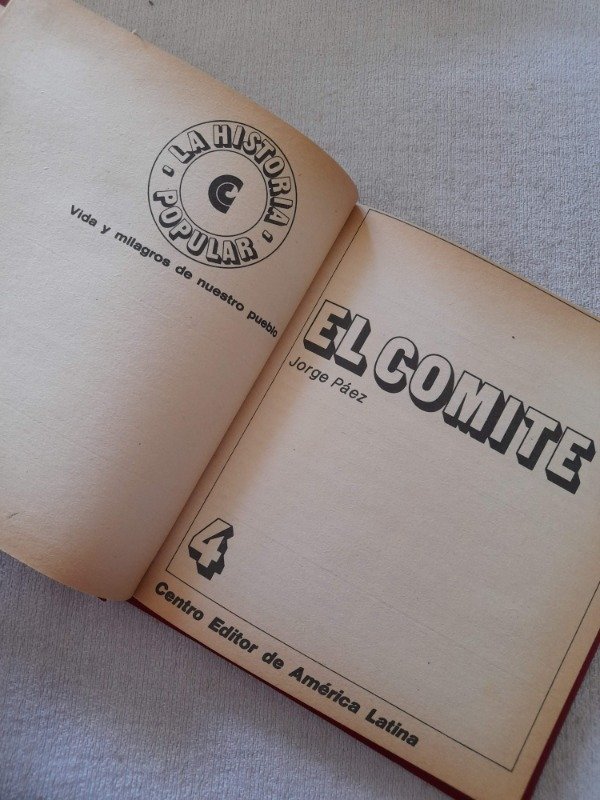 LA HISTORIA
POPULAR
Vida y milagros de nuestro pueblo
EL COMITE
Jorge Páez
4
Centro Editor de América Latina